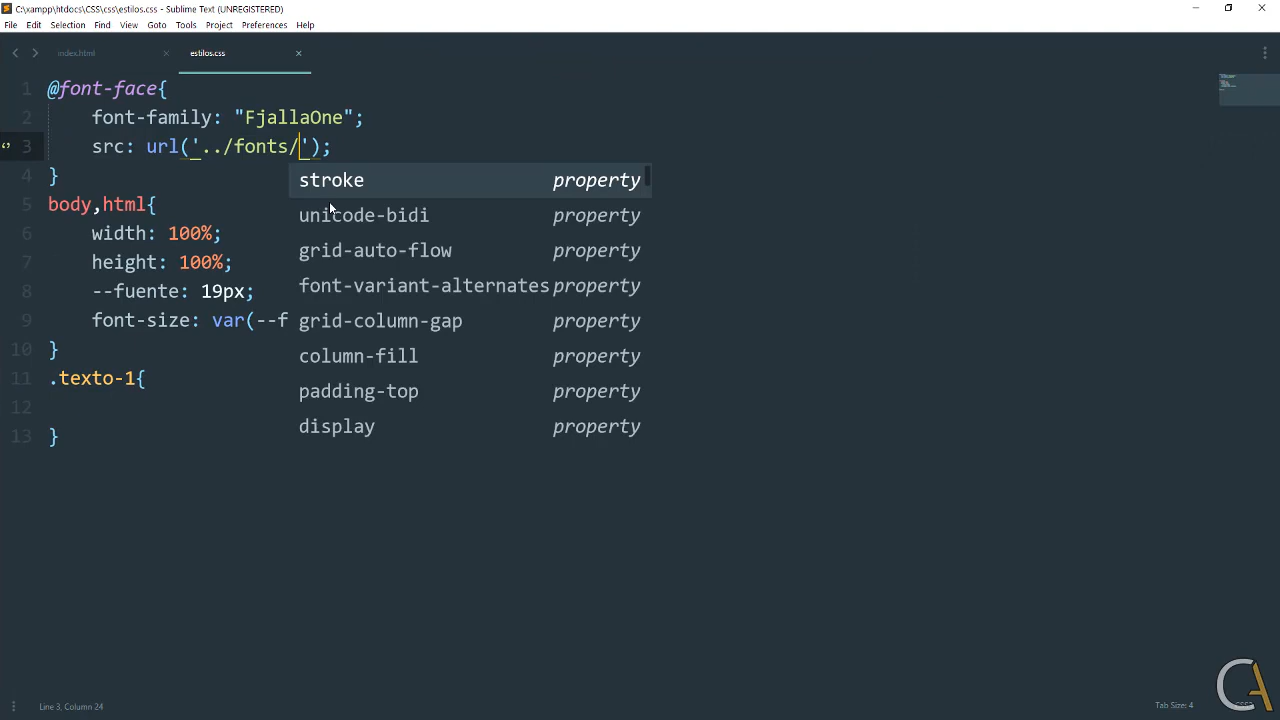 C:\xampp\htdocs\CSS\css\estilos.css - Sublime Text (UNREGISTERED)
File Edit Selection Find View Goto Tools Project Preferences Help
index.html estilos.css
1 @font-face{
2 font-family: "FjallaOne";
3 src: url('../fonts/');
4 }
5 body,html{
6 width: 100%;
7 height: 100%;
8 --fuente: 19px;
9 font-size: var(--f
10 }
11 .texto-1{
12
13 }
stroke property
unicode-bidi property
grid-auto-flow property
font-variant-alternates property
grid-column-gap property
column-fill property
padding-top property
display property
Line 3, Column 24
Tab Size: 4
CA